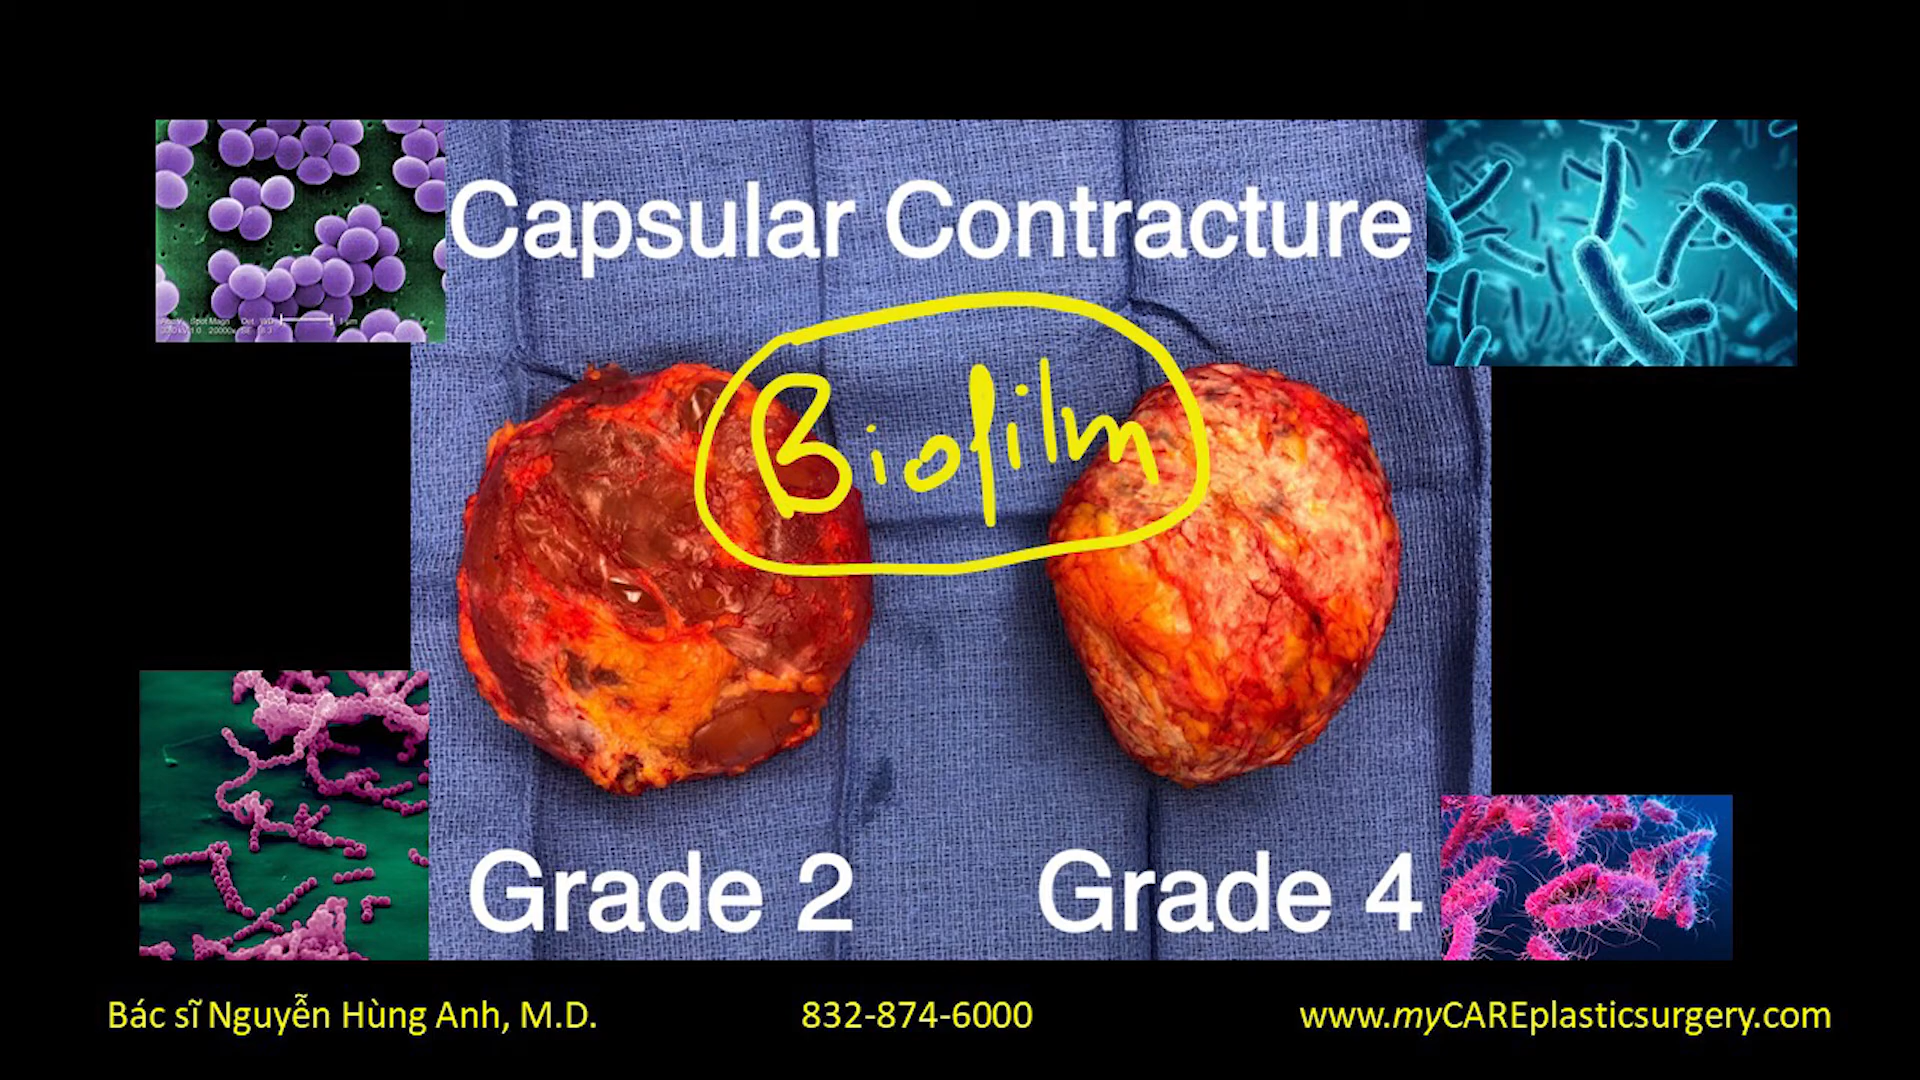 Capsular Contracture
Biofilm
Grade 2
Grade 4
Bác sĩ Nguyễn Hùng Anh, M.D.
832-874-6000
www.myCAREplasticsurgery.com